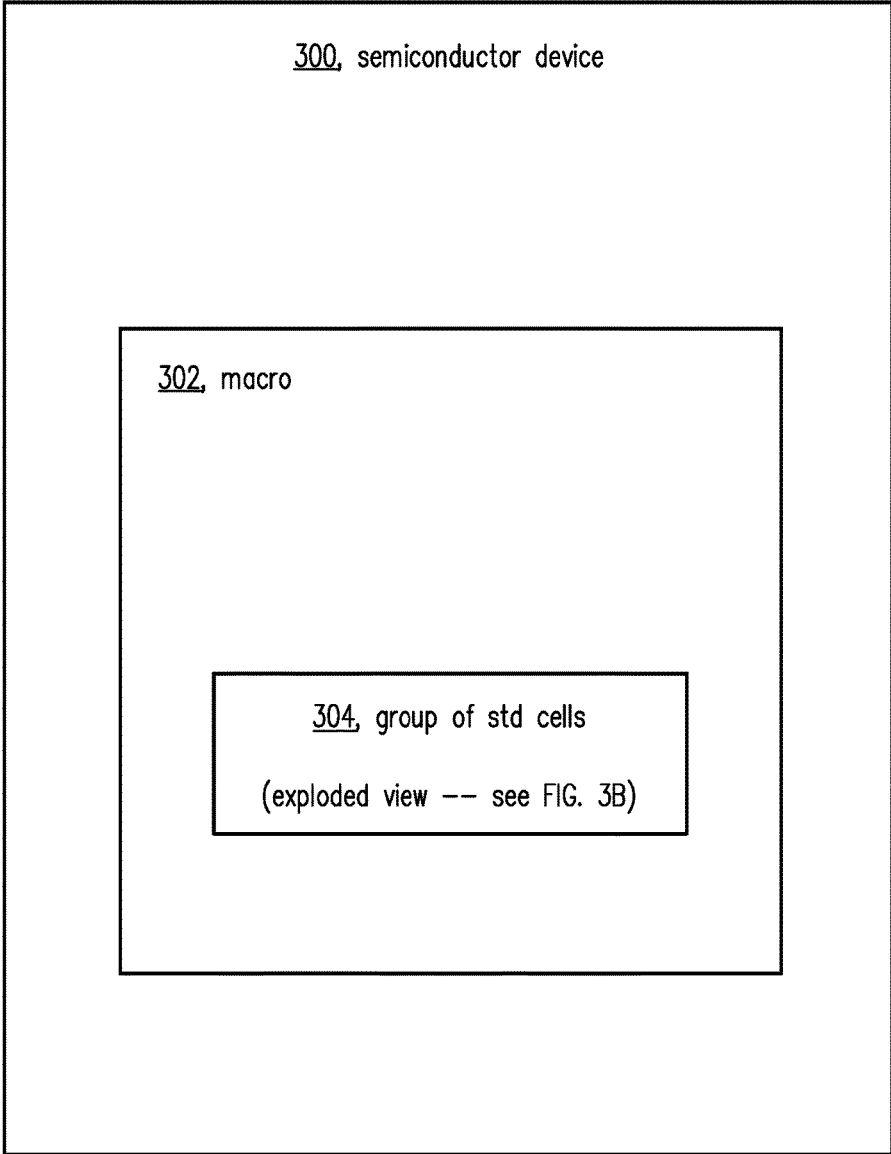 300, semiconductor device
302, macro
304, group of std cells
(exploded view -- see FIG. 3B)